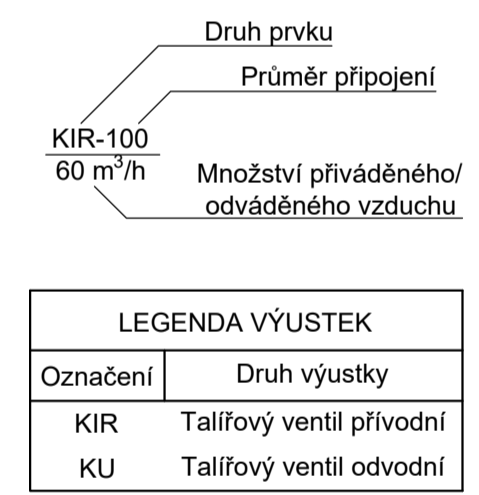 Druh prvku
Průměr připojení
KIR-100
60 m³/h
Množství přiváděného/
odváděného vzduchu
LEGENDA VÝUSTEK
Označení Druh výustky
KIR Talířový ventil přívodní
KU Talířový ventil odvodní